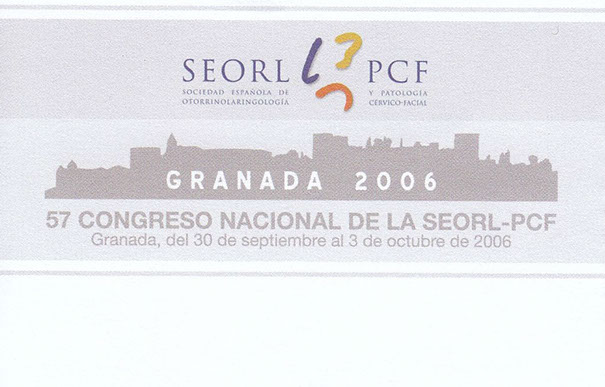 SEORL PCF
SOCIEDAD ESPAÑOLA DE
OTORRINOLARINGOLOGÍA
Y PATOLOGÍA
CÉRVICO-FACIAL
GRANADA 2006
57 CONGRESO NACIONAL DE LA SEORL-PCF
Granada, del 30 de septiembre al 3 de octubre de 2006